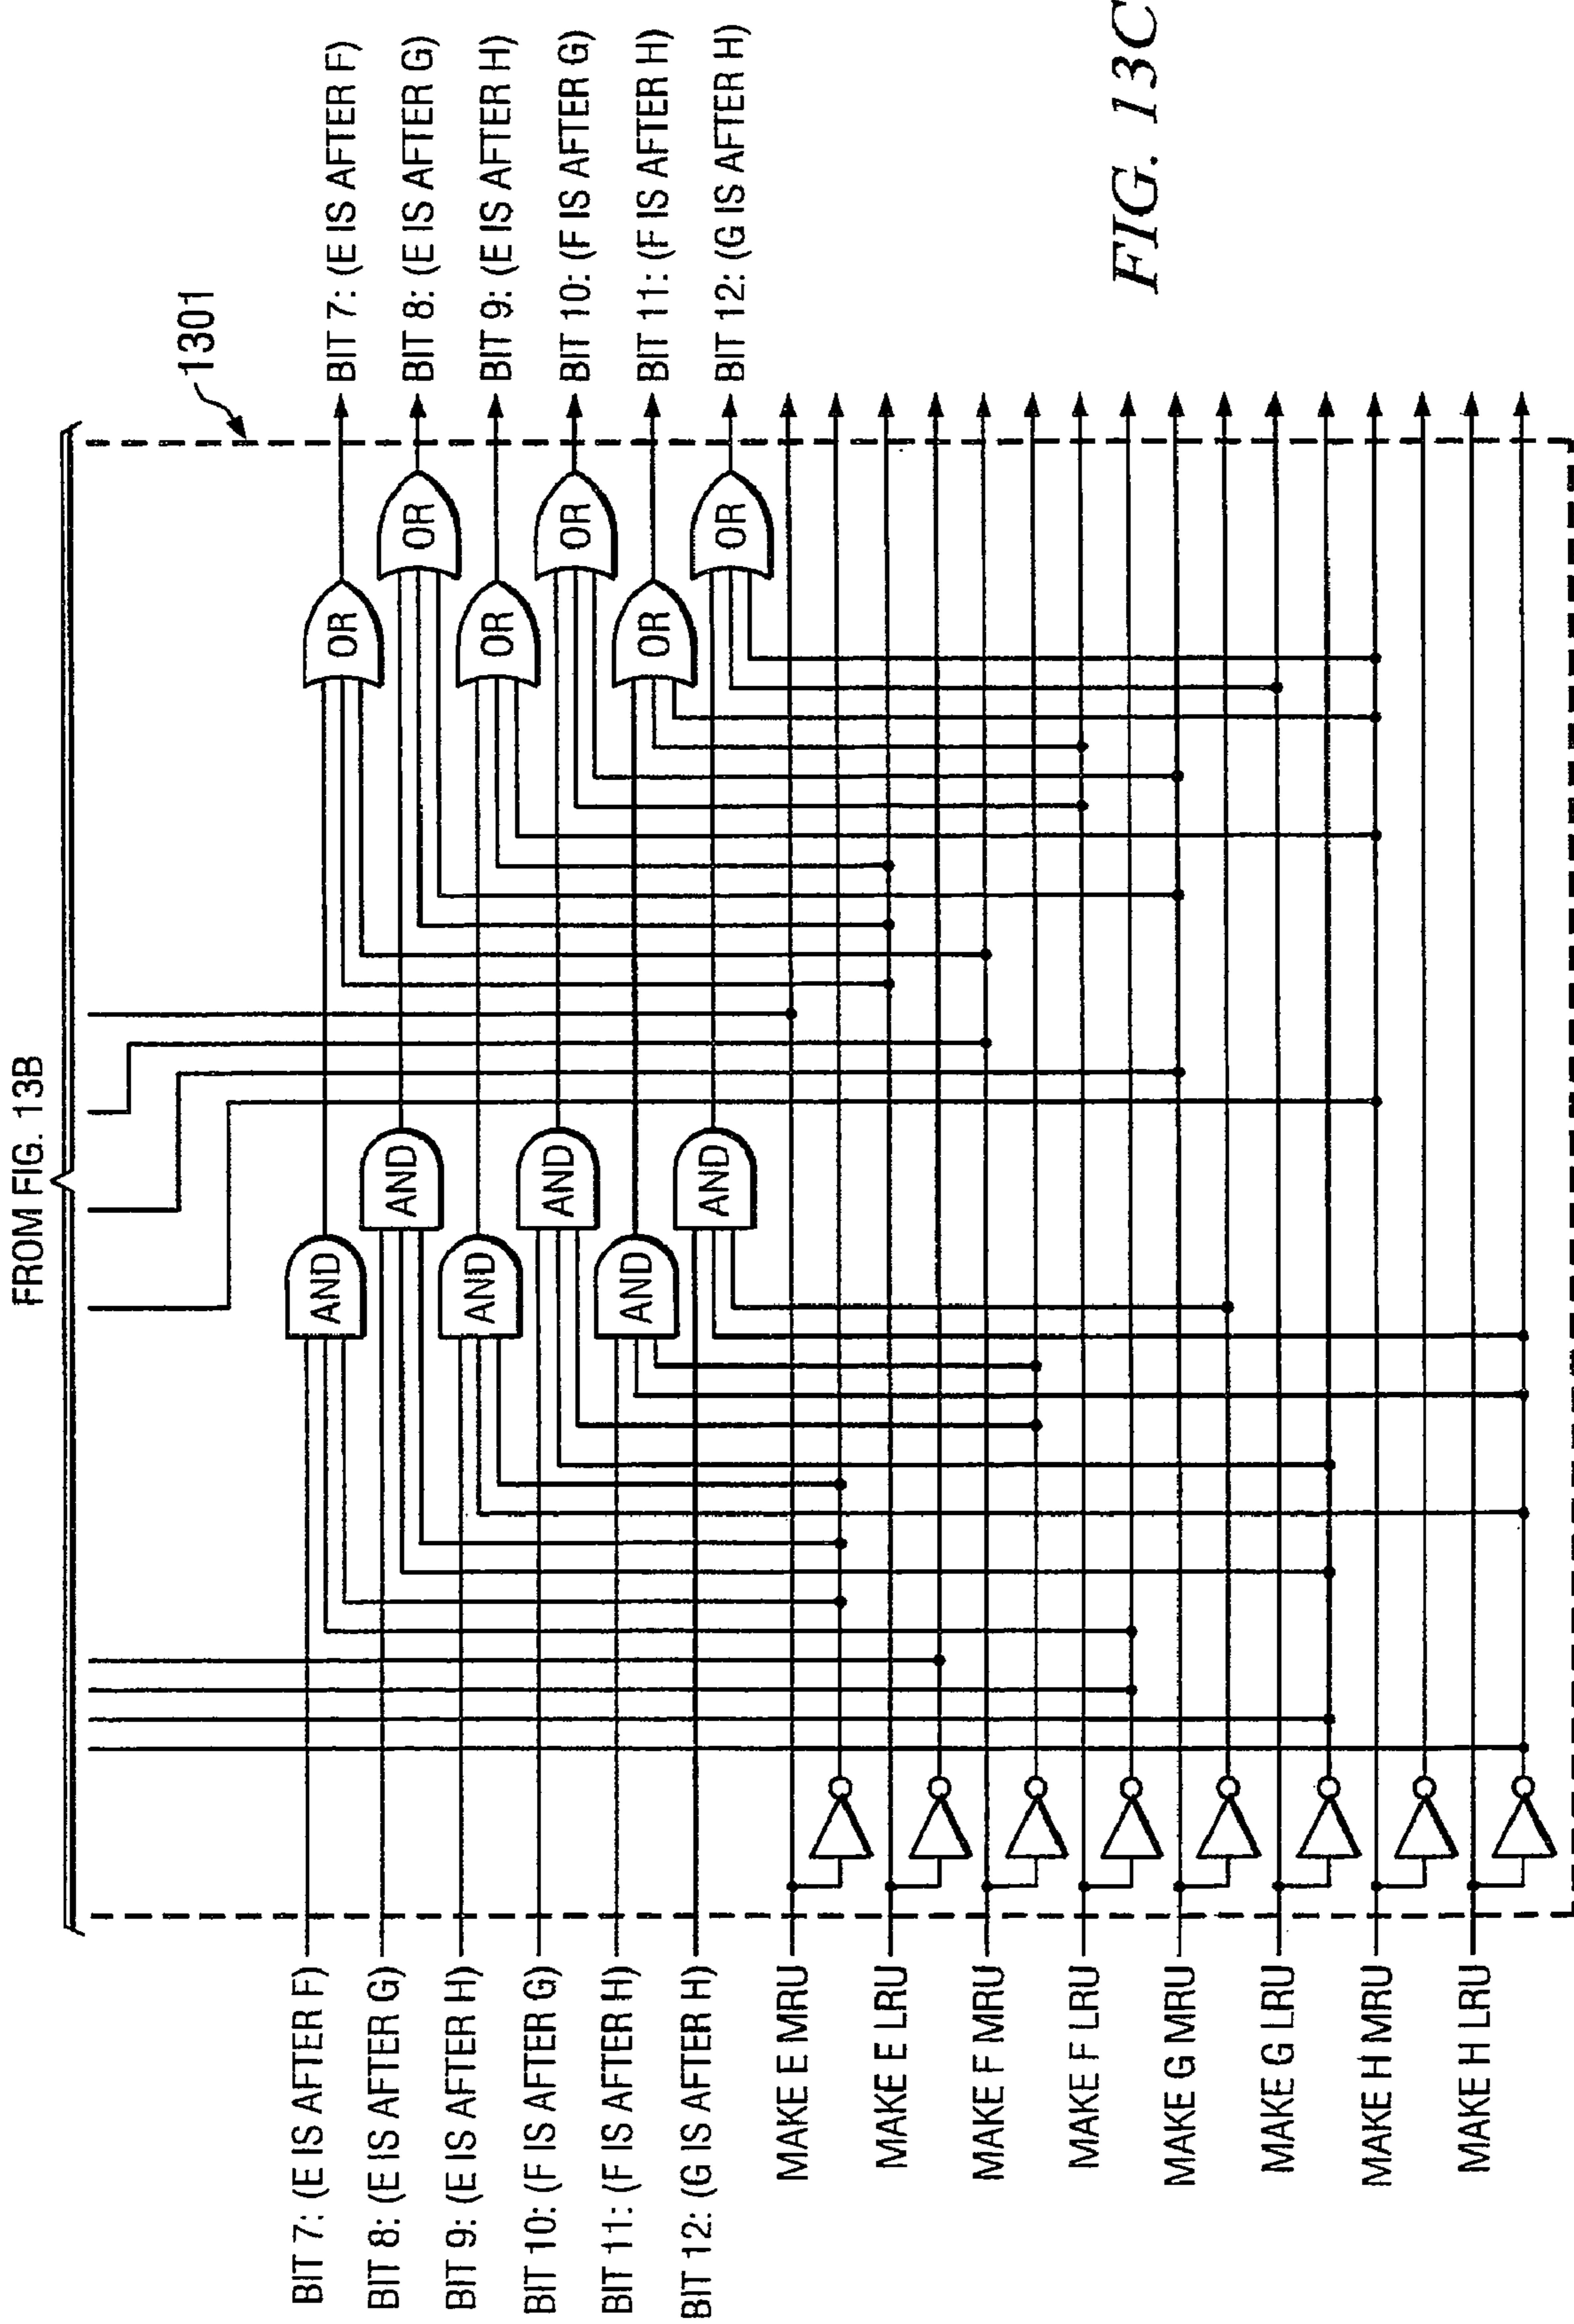 FROM FIG. 13B
1301
BIT 7: (E IS AFTER F)
BIT 8: (E IS AFTER G)
BIT 9: (E IS AFTER H)
BIT 10: (F IS AFTER G)
BIT 11: (F IS AFTER H)
BIT 12: (G IS AFTER H)
MAKE E MRU
MAKE E LRU
MAKE F MRU
MAKE F LRU
MAKE G MRU
MAKE G LRU
MAKE H MRU
MAKE H LRU
AND
AND
AND
AND
AND
AND
OR
OR
OR
OR
OR
OR
BIT 7: (E IS AFTER F)
BIT 8: (E IS AFTER G)
BIT 9: (E IS AFTER H)
BIT 10: (F IS AFTER G)
BIT 11: (F IS AFTER H)
BIT 12: (G IS AFTER H)
FIG. 13C